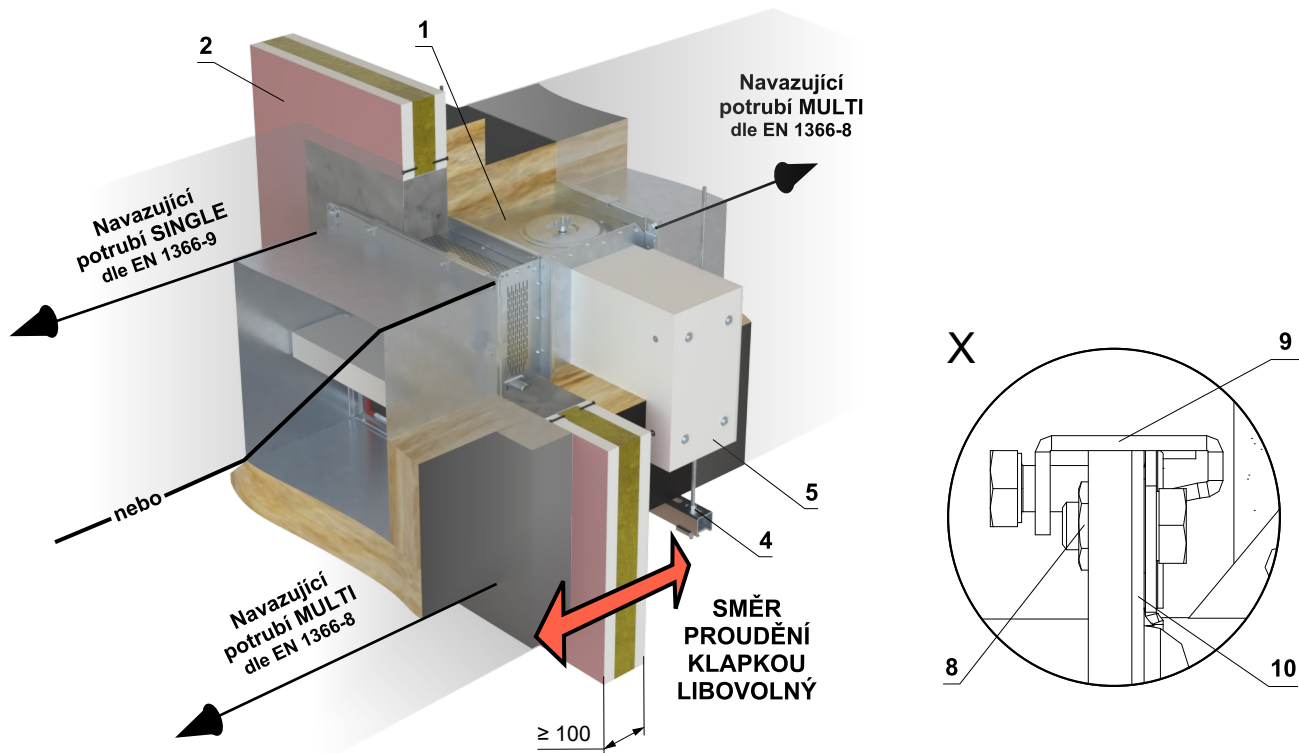 2
1
Navazující
potrubí MULTI
dle EN 1366-8
Navazující
potrubí SINGLE
dle EN 1366-9
X
9
nebo
5
4
Navazující
potrubí MULTI
dle EN 1366-8
SMĚR
PROUDĚNÍ
KLAPKOU
LIBOVOLNÝ
8
10
≥ 100